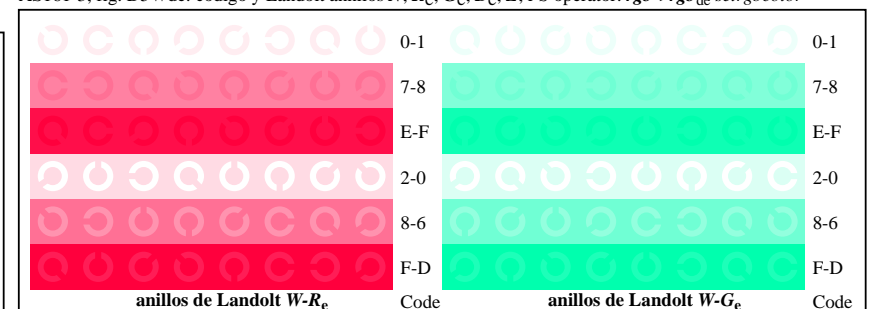 0-1 0-1
7-8 7-8
E-F E-F
2-0 2-0
8-6 8-6
F-D F-D
anillos de Landolt W-Re Code anillos de Landolt W-Ge Code